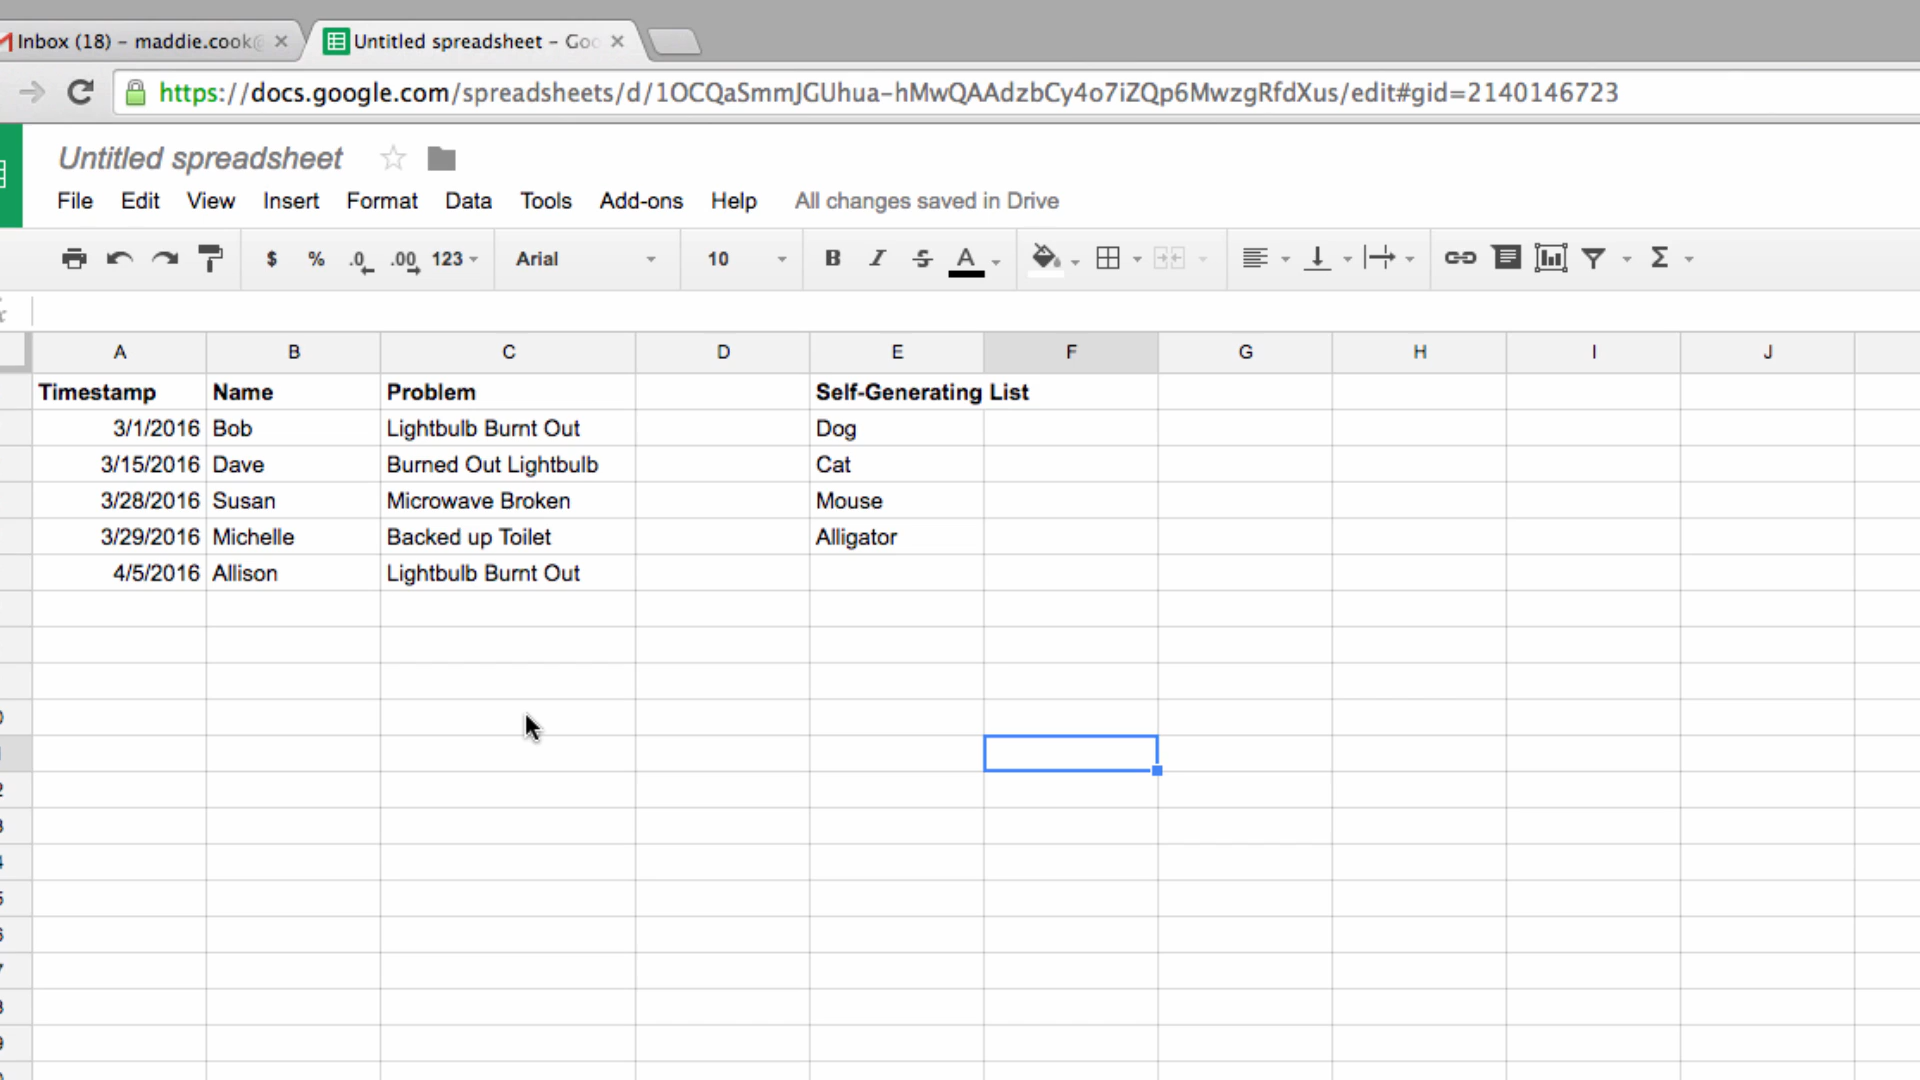 Inbox (18) – maddie.cook@
Untitled spreadsheet – Goo
https://docs.google.com/spreadsheets/d/1OCQaSmmJGUhua-hMwQAAdzbCy4o7iZQp6MwzgRfdXus/edit#gid=2140146723
Untitled spreadsheet
File Edit View Insert Format Data Tools Add-ons Help All changes saved in Drive
$ % .0 .00 123 Arial 10 B I S A Σ
A B C D E F G H I J
Timestamp Name Problem Self-Generating List
3/1/2016 Bob Lightbulb Burnt Out Dog
3/15/2016 Dave Burned Out Lightbulb Cat
3/28/2016 Susan Microwave Broken Mouse
3/29/2016 Michelle Backed up Toilet Alligator
4/5/2016 Allison Lightbulb Burnt Out